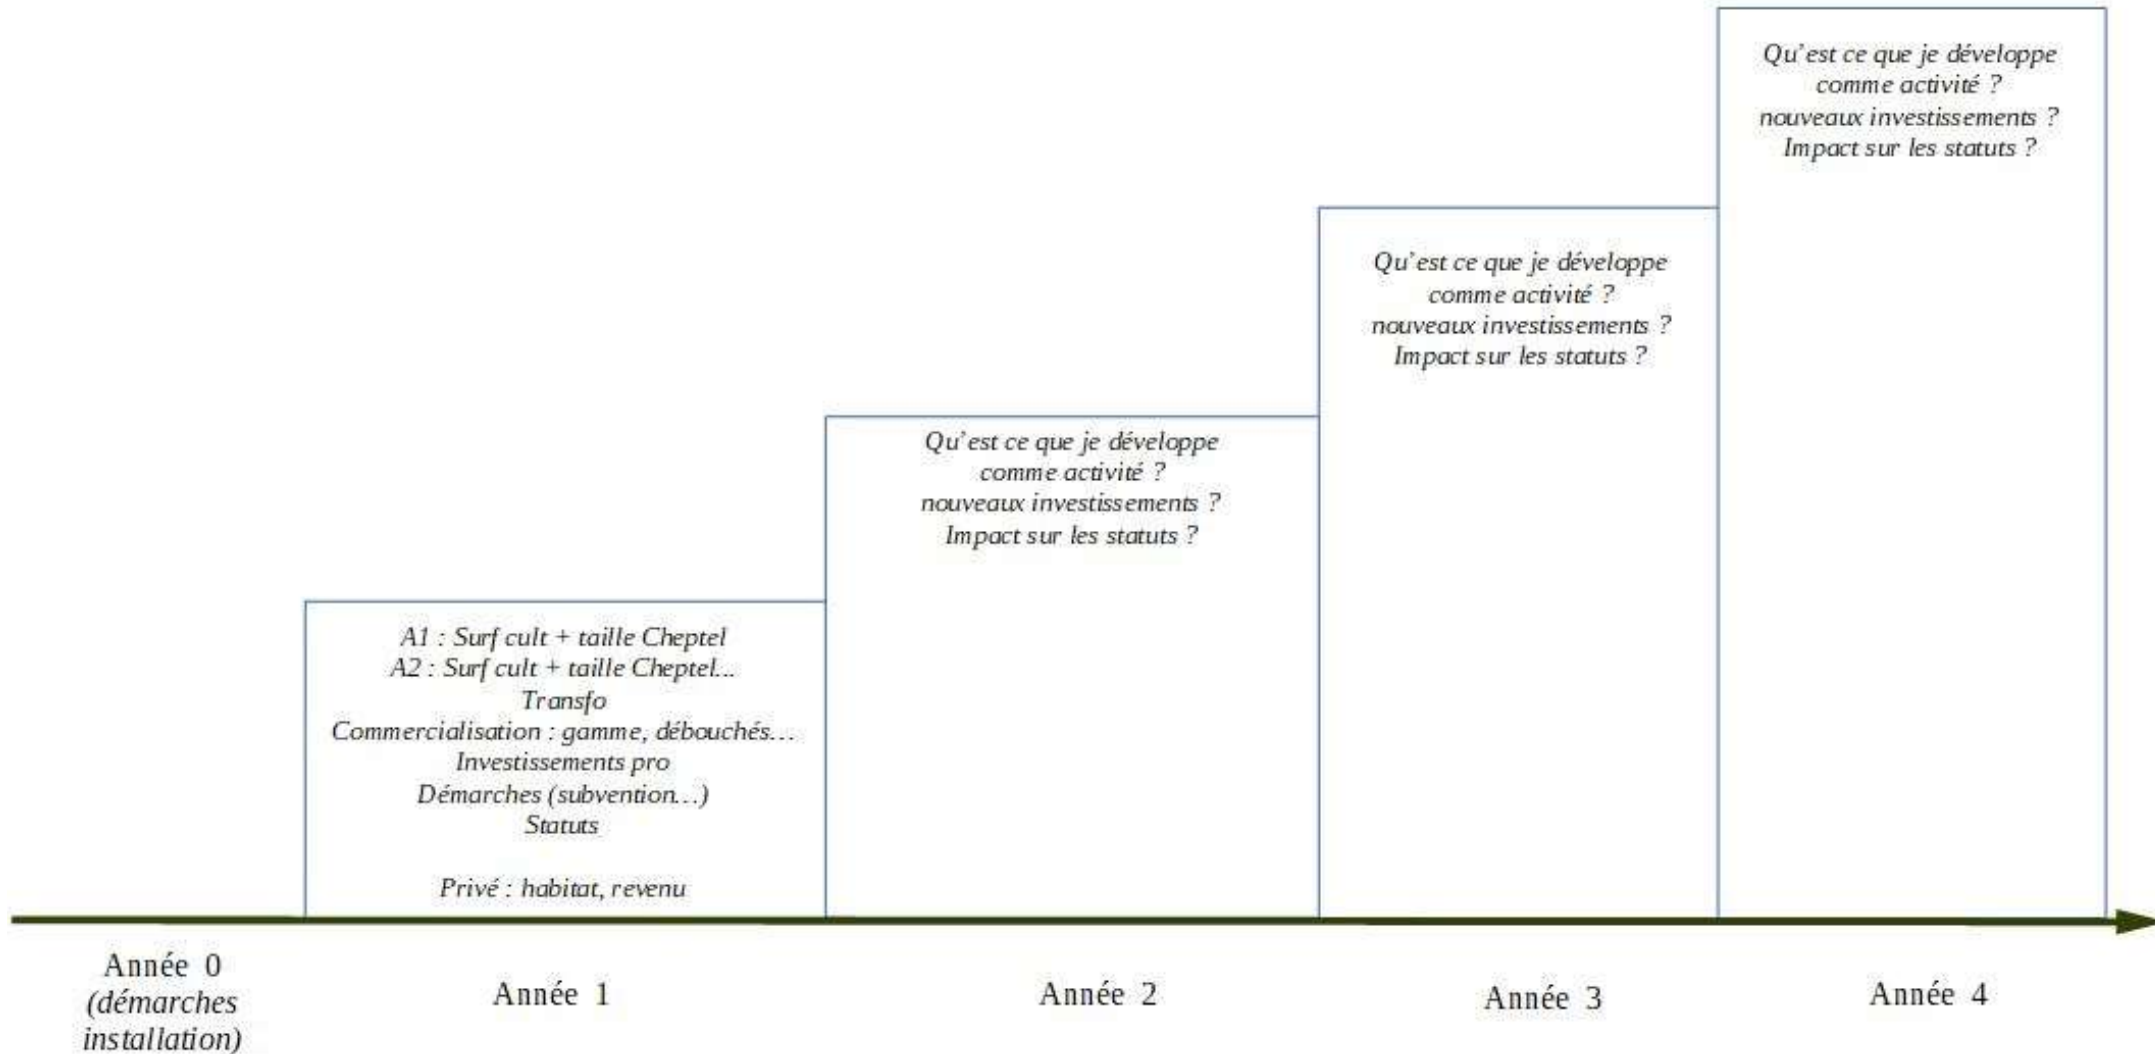 Qu'est ce que je développe
comme activité ?
nouveaux investissements ?
Impact sur les statuts ?
Qu'est ce que je développe
comme activité ?
nouveaux investissements ?
Impact sur les statuts ?
Qu'est ce que je développe
comme activité ?
nouveaux investissements ?
Impact sur les statuts ?
A1 : Surf cult + taille Cheptel
A2 : Surf cult + taille Cheptel...
Transfo
Commercialisation : gamme, débouchés...
Investissements pro
Démarches (subvention...)
Statuts
Privé : habitat, revenu
Année 0
(démarches
installation)
Année 1
Année 2
Année 3
Année 4